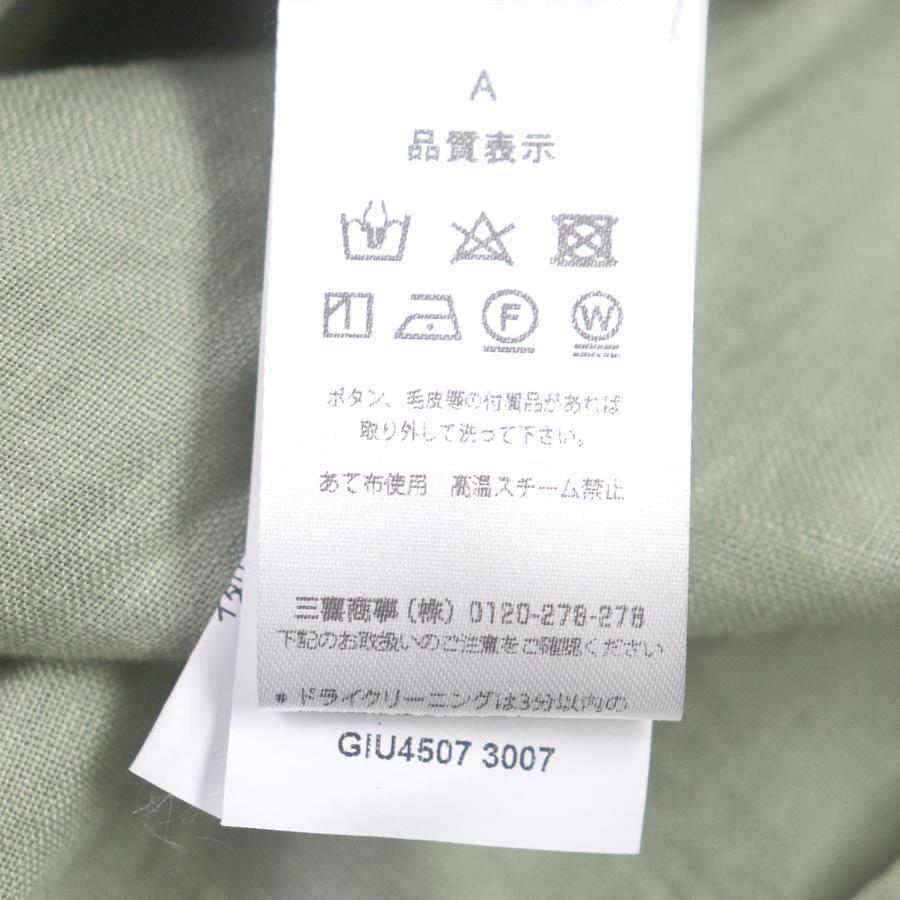 A
品質表示
F W
ボタン、毛皮等の付属品があれば
取り外して洗って下さい。
あて布使用 高温スチーム禁止
三喜商事(株) 0120-278-278
下記のお取扱いのご注意をご確認ください
* ドライクリーニングは3分以内の
GIU4507 3007